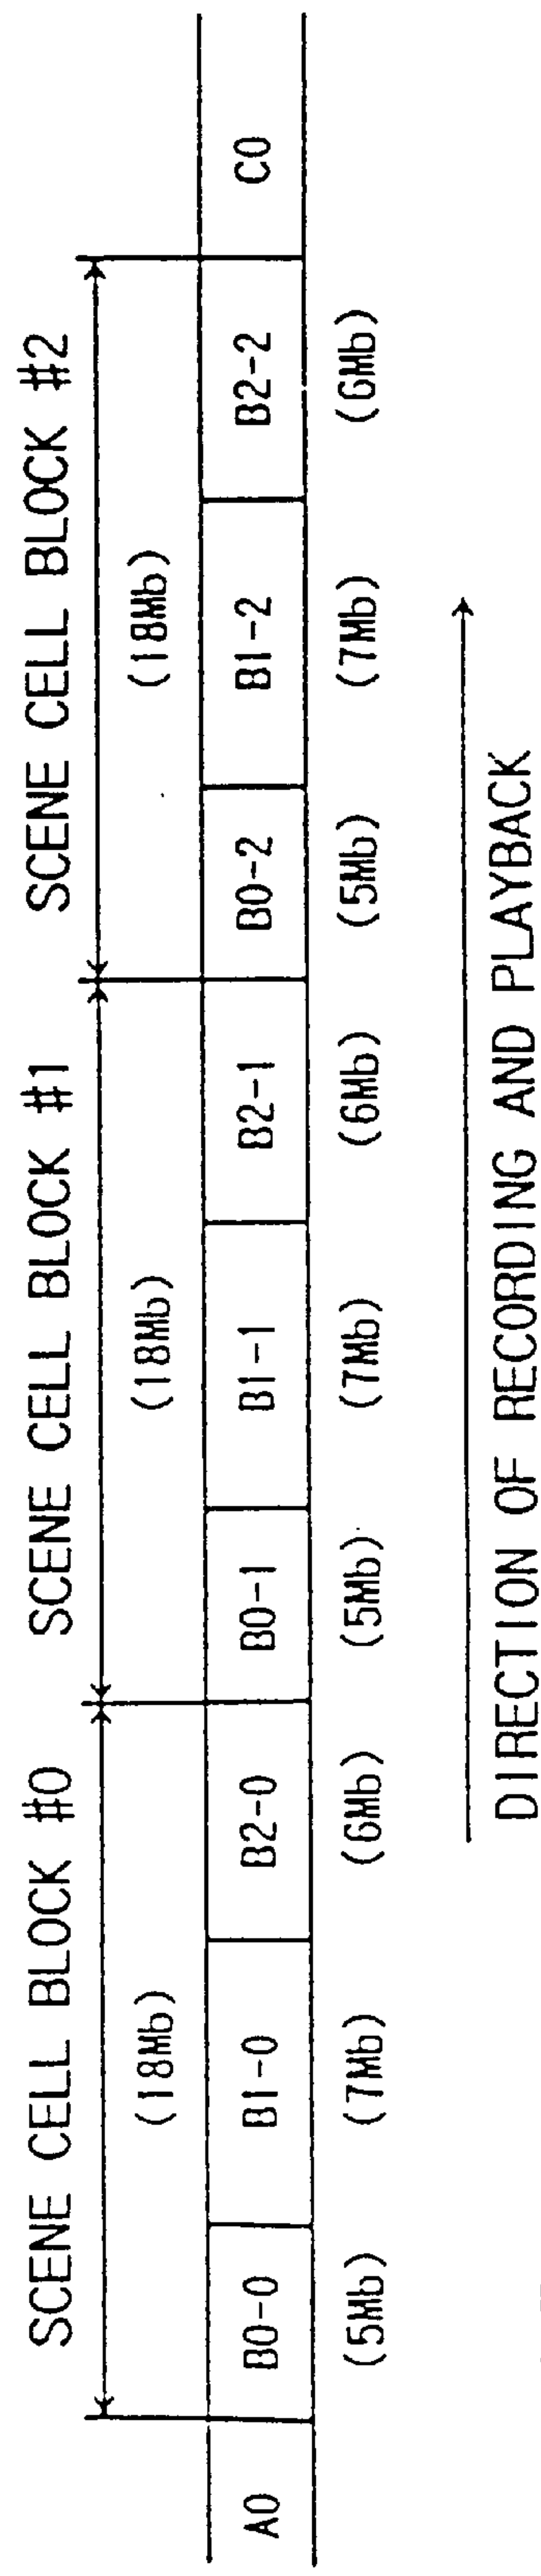 SCENE CELL BLOCK #0 SCENE CELL BLOCK #1 SCENE CELL BLOCK #2
(18Mb) (18Mb) (18Mb)
A0 B0-0 B1-0 B2-0 B0-1 B1-1 B2-1 B0-2 B1-2 B2-2 C0
(5Mb) (7Mb) (6Mb) (5Mb) (7Mb) (6Mb) (5Mb) (7Mb) (6Mb)
DIRECTION OF RECORDING AND PLAYBACK